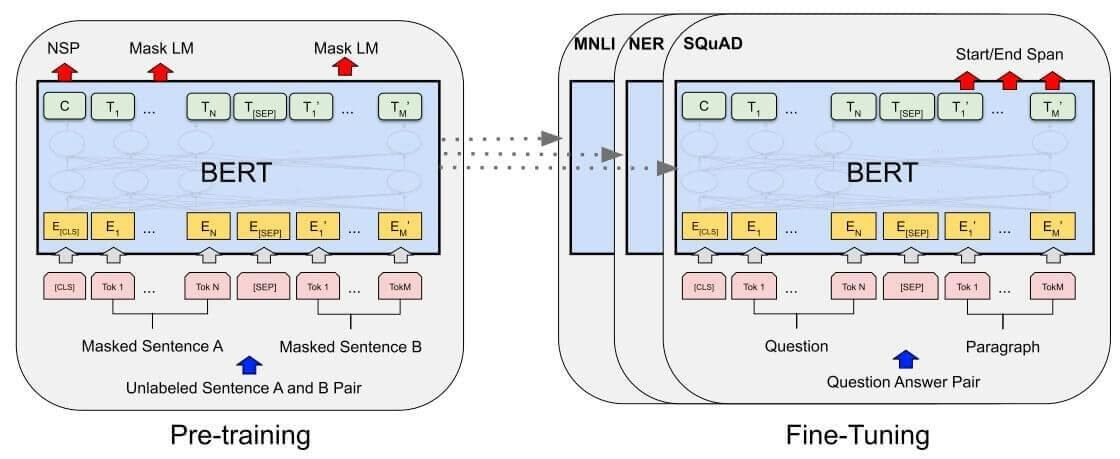 NSP Mask LM Mask LM
C T1 ... TN T[SEP] T1' ... TM'
BERT
E[CLS] E1 ... EN E[SEP] E1' ... EM'
[CLS] Tok 1 ... Tok N [SEP] Tok 1 ... TokM
Masked Sentence A Masked Sentence B
Unlabeled Sentence A and B Pair
Pre-training
MNLI NER SQuAD
Start/End Span
C T1 ... TN T[SEP] T1' ... TM'
BERT
E[CLS] E1 ... EN E[SEP] E1' ... EM'
[CLS] Tok 1 ... Tok N [SEP] Tok 1 ... TokM
Question Paragraph
Question Answer Pair
Fine-Tuning